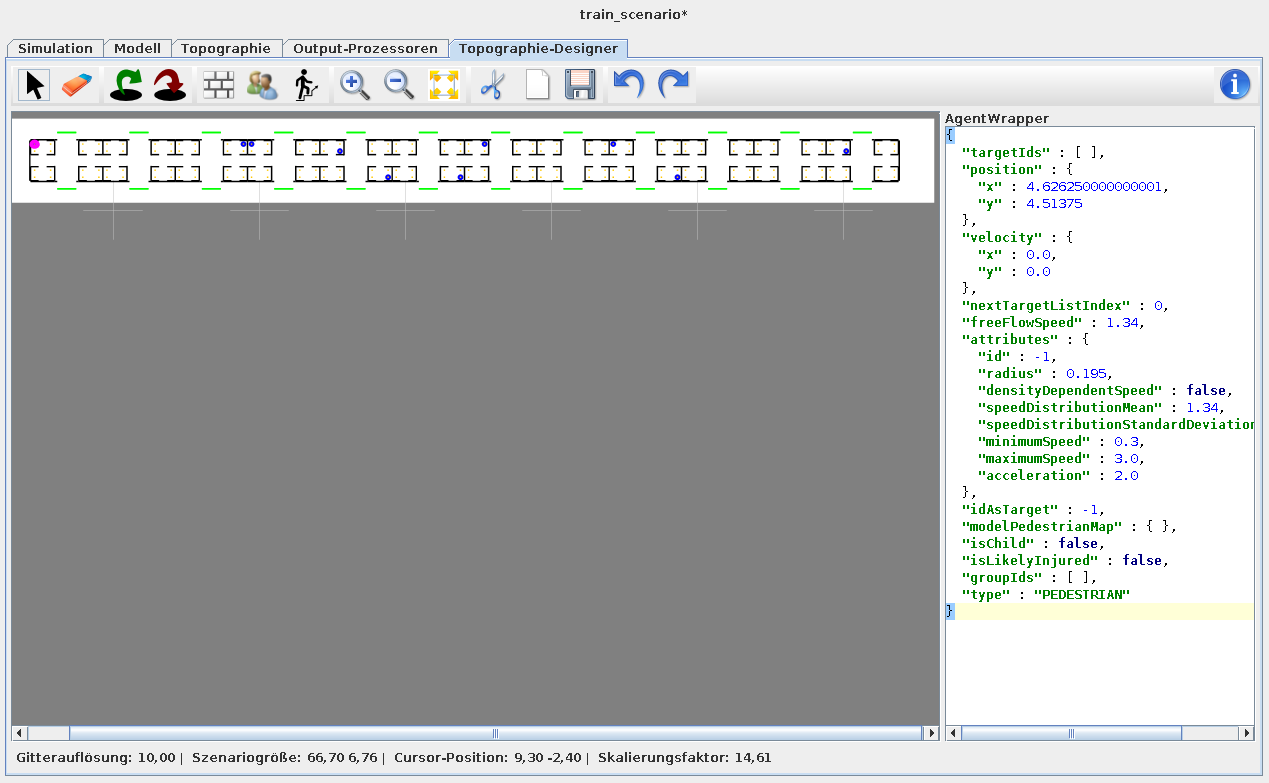 train_scenario*
Simulation Modell Topographie Output-Prozessoren Topographie-Designer
AgentWrapper
{
"targetIds" : [ ],
"position" : {
"x" : 4.626250000000001,
"y" : 4.51375
},
"velocity" : {
"x" : 0.0,
"y" : 0.0
},
"nextTargetListIndex" : 0,
"freeFlowSpeed" : 1.34,
"attributes" : {
"id" : -1,
"radius" : 0.195,
"densityDependentSpeed" : false,
"speedDistributionMean" : 1.34,
"speedDistributionStandardDeviation
"minimumSpeed" : 0.3,
"maximumSpeed" : 3.0,
"acceleration" : 2.0
},
"idAsTarget" : -1,
"modelPedestrianMap" : { },
"isChild" : false,
"isLikelyInjured" : false,
"groupIds" : [ ],
"type" : "PEDESTRIAN"
}
Gitterauflösung: 10,00 | Szenariogröße: 66,70 6,76 | Cursor-Position: 9,30 -2,40 | Skalierungsfaktor: 14,61